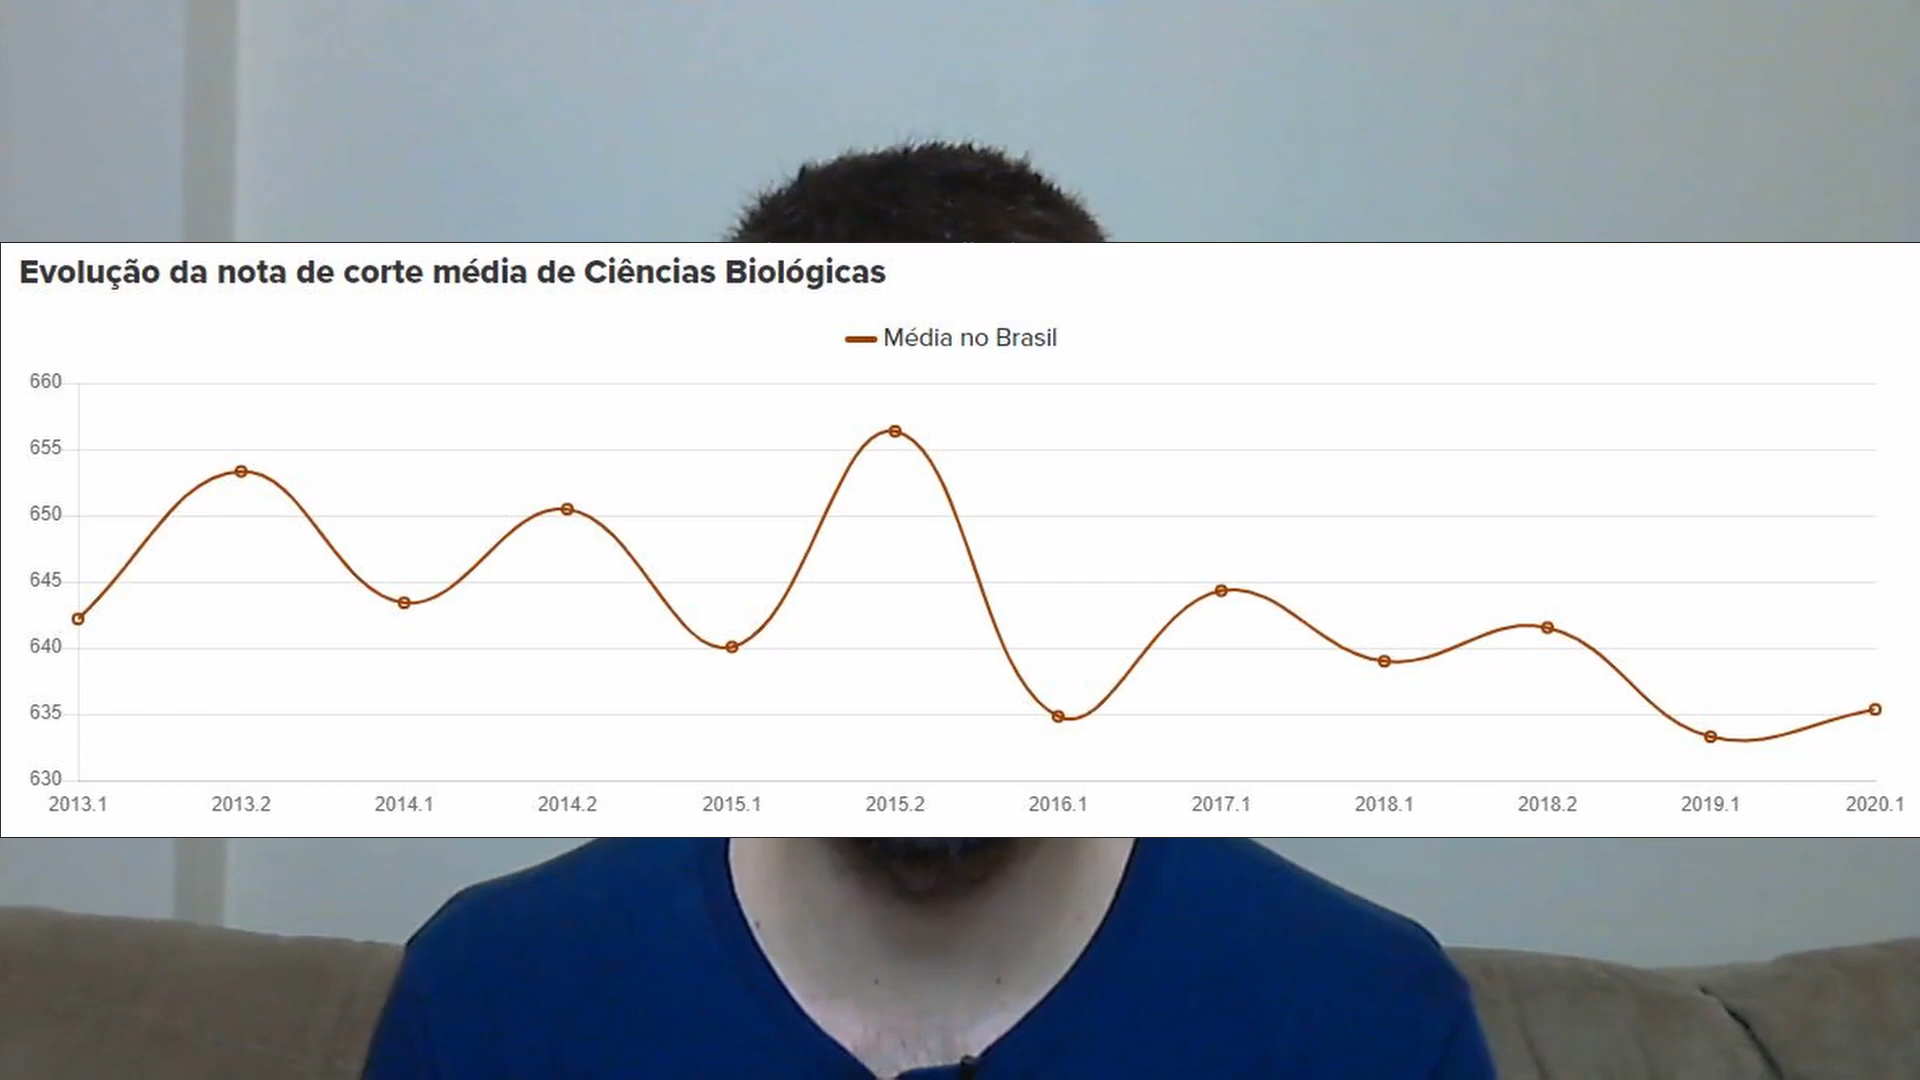 Evolução da nota de corte média de Ciências Biológicas
Média no Brasil
660
655
650
645
640
635
630
2013.1 2013.2 2014.1 2014.2 2015.1 2015.2 2016.1 2017.1 2018.1 2018.2 2019.1 2020.1